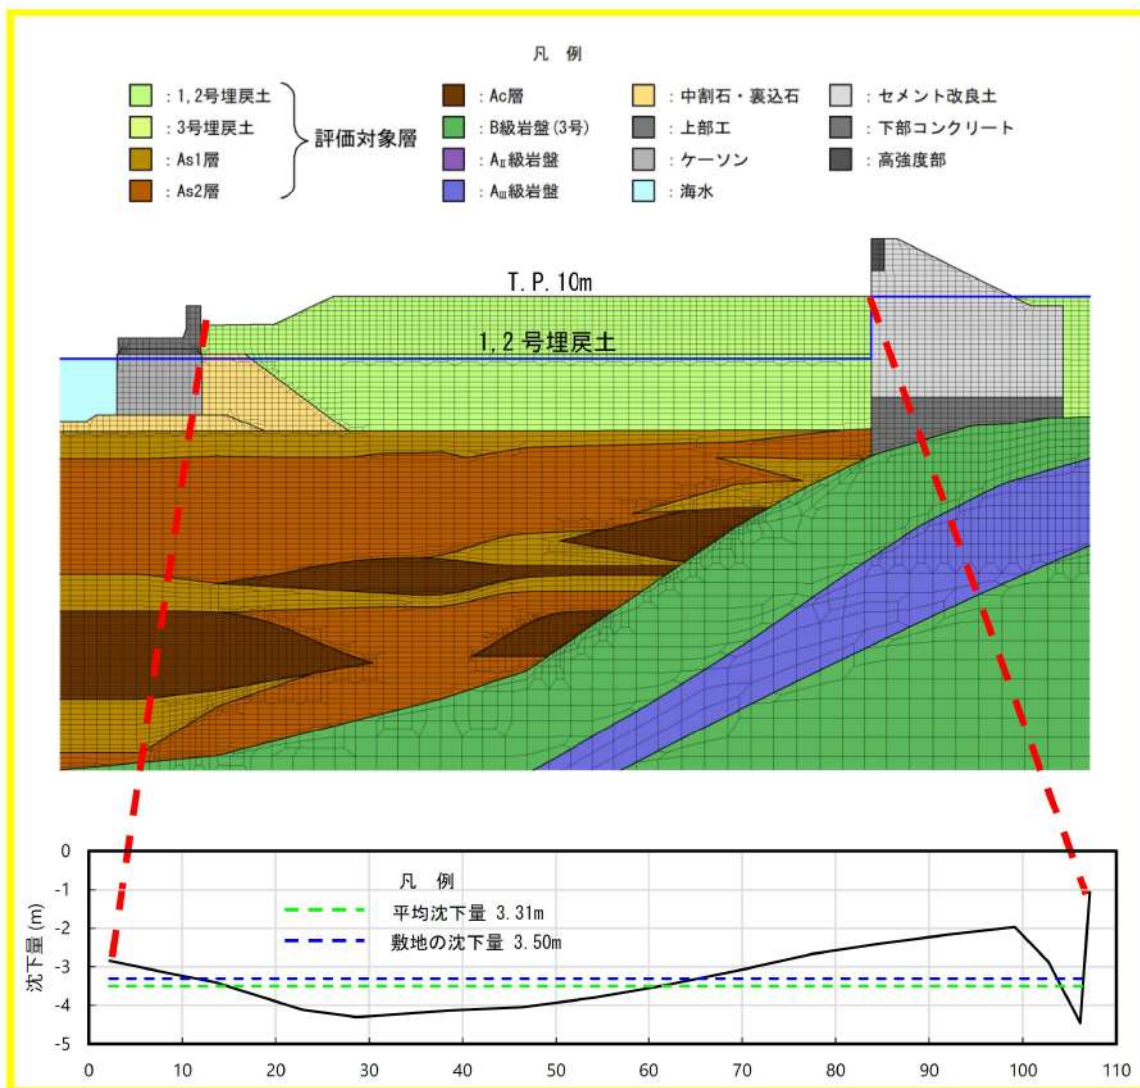 凡 例
: 1,2号埋戻土
: 3号埋戻土
: As1層
: As2層
評価対象層
: Ac層
: B級岩盤(3号)
: AⅡ級岩盤
: AⅢ級岩盤
: 中割石・裏込石
: 上部工
: ケーソン
: 海水
: セメント改良土
: 下部コンクリート
: 高強度部
T.P.10m
1,2号埋戻土
0
-1
-2
-3
-4
-5
沈下量(m)
凡 例
平均沈下量 3.31m
敷地の沈下量 3.50m
0 10 20 30 40 50 60 70 80 90 100 110